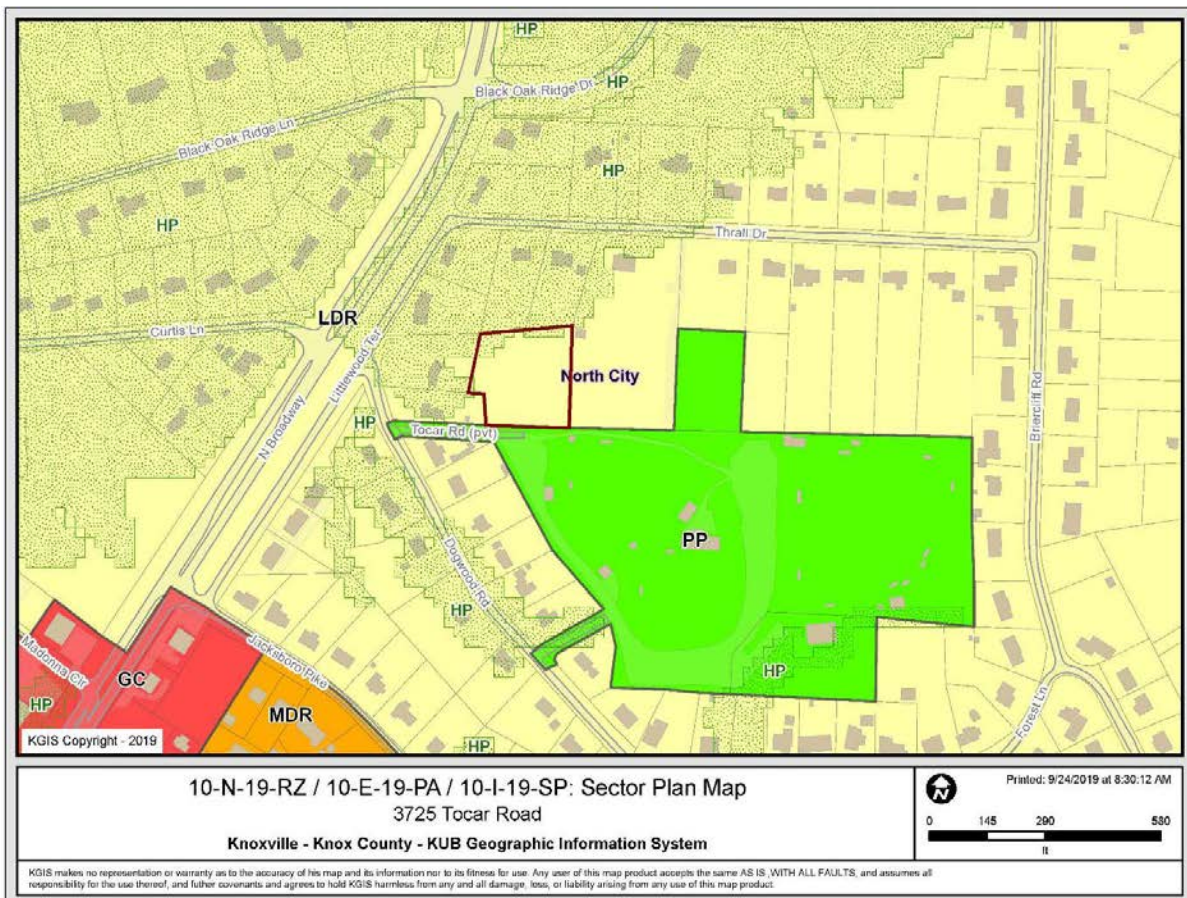 HP
Black Oak Ridge Dr
HP
Black Oak Ridge Ln
HP
HP
Thrall Dr
LDR
Curtis Ln
Littlewood Ter
North City
Briercliff Rd
HP
Tocar Rd (pvt)
N Broadway
PP
Dogwood Rd
HP
Jacksboro Pike
Madonna Cir
GC
HP
Forest Ln
HP
MDR
HP
KGIS Copyright - 2019
10-N-19-RZ / 10-E-19-PA / 10-I-19-SP: Sector Plan Map
3725 Tocar Road
Knoxville - Knox County - KUB Geographic Information System
N
Printed: 9/24/2019 at 8:30:12 AM
0 145 290 580
ft
KGIS makes no representation or warranty as to the accuracy of his map and its information nor to its fitness for use. Any user of this map product accepts the same AS IS ,WITH ALL FAULTS, and assumes all
responsibility for the use thereof, and futher covenants and agrees to hold KGIS harmless from any and all damage, loss, or liability arising from any use of this map product.